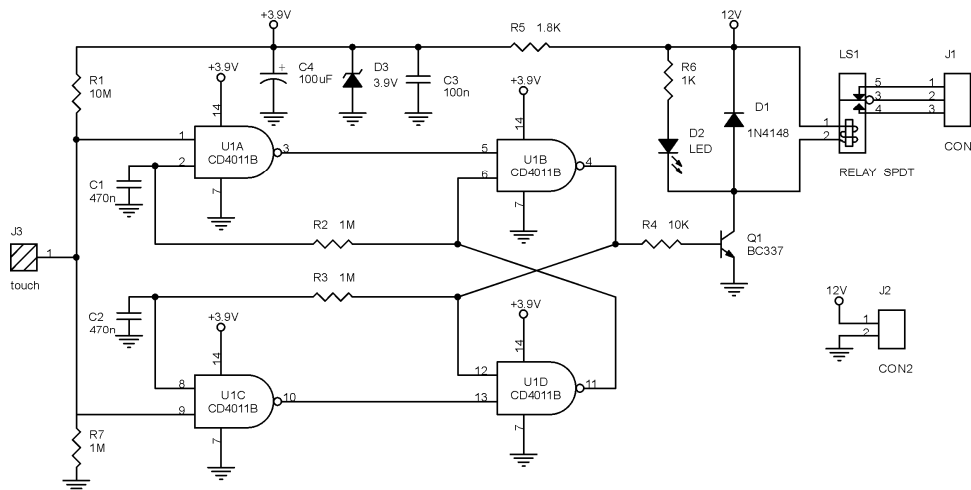 +3.9V
12V
R5 1.8K
LS1
J1
R1
10M
+3.9V
+
C4
100uF
D3
3.9V
C3
100n
+3.9V
R6
1K
D1
1N4148
5
3
4
1
2
3
CON
1
2
RELAY SPDT
14
1
2
U1A
CD4011B
3
7
14
5
6
U1B
CD4011B
4
7
D2
LED
C1
470n
R2 1M
R4 10K
Q1
BC337
J3
1
touch
R3 1M
C2
470n
+3.9V
+3.9V
12V
J2
1
2
CON2
14
8
9
U1C
CD4011B
10
7
14
12
13
U1D
CD4011B
11
7
R7
1M